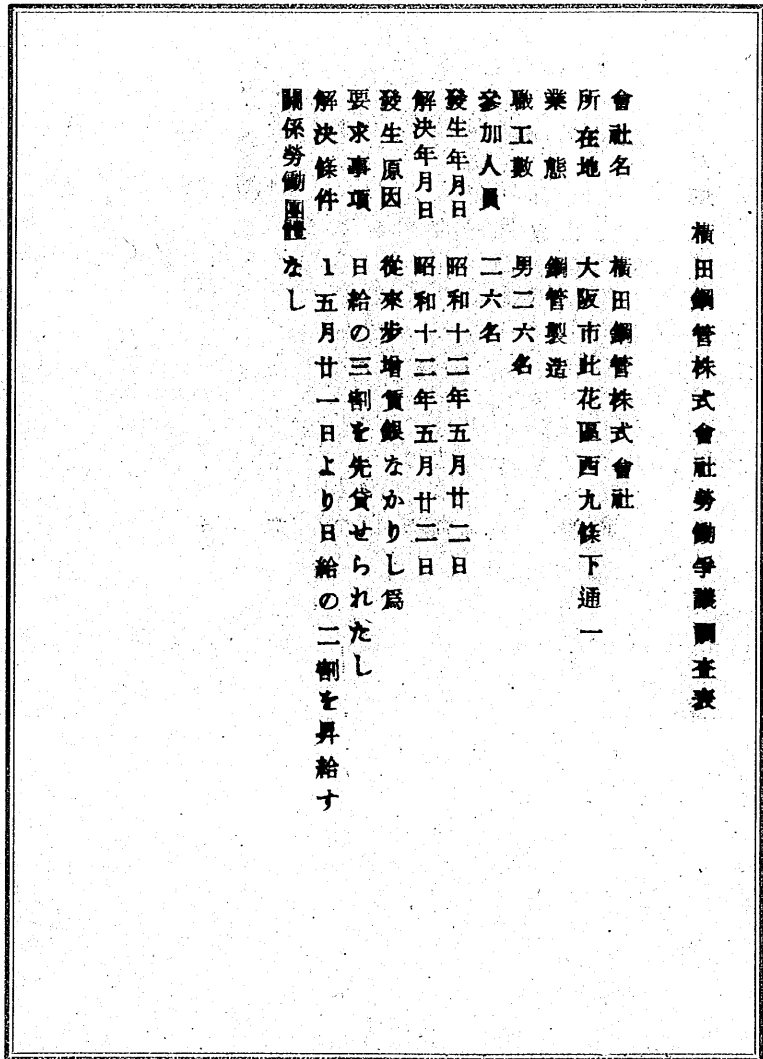 横田鋼管株式會社勞働爭議調査表
會社名 横田鋼管株式會社
所在地 大阪市此花區西九條下通一
業態 鋼管製造
職工數 男二六名
參加人員 二六名
發生年月日 昭和十二年五月廿二日
解決年月日 昭和十二年五月廿二日
發生原因 從來步增賃銀なかりし爲
要求事項 日給の三割を先貸せられたし
解決條件 1 五月廿一日より日給の二割を昇給す
關係勞働團體 なし